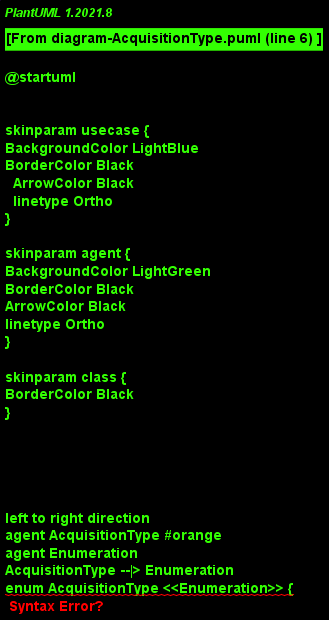 PlantUML 1.2021.8
[From diagram-AcquisitionType.puml (line 6) ]
@startuml
skinparam usecase {
BackgroundColor LightBlue
BorderColor Black
ArrowColor Black
linetype Ortho
}
skinparam agent {
BackgroundColor LightGreen
BorderColor Black
ArrowColor Black
linetype Ortho
}
skinparam class {
BorderColor Black
}
left to right direction
agent AcquisitionType #orange
agent Enumeration
AcquisitionType --|> Enumeration
enum AcquisitionType <<Enumeration>> {
Syntax Error?